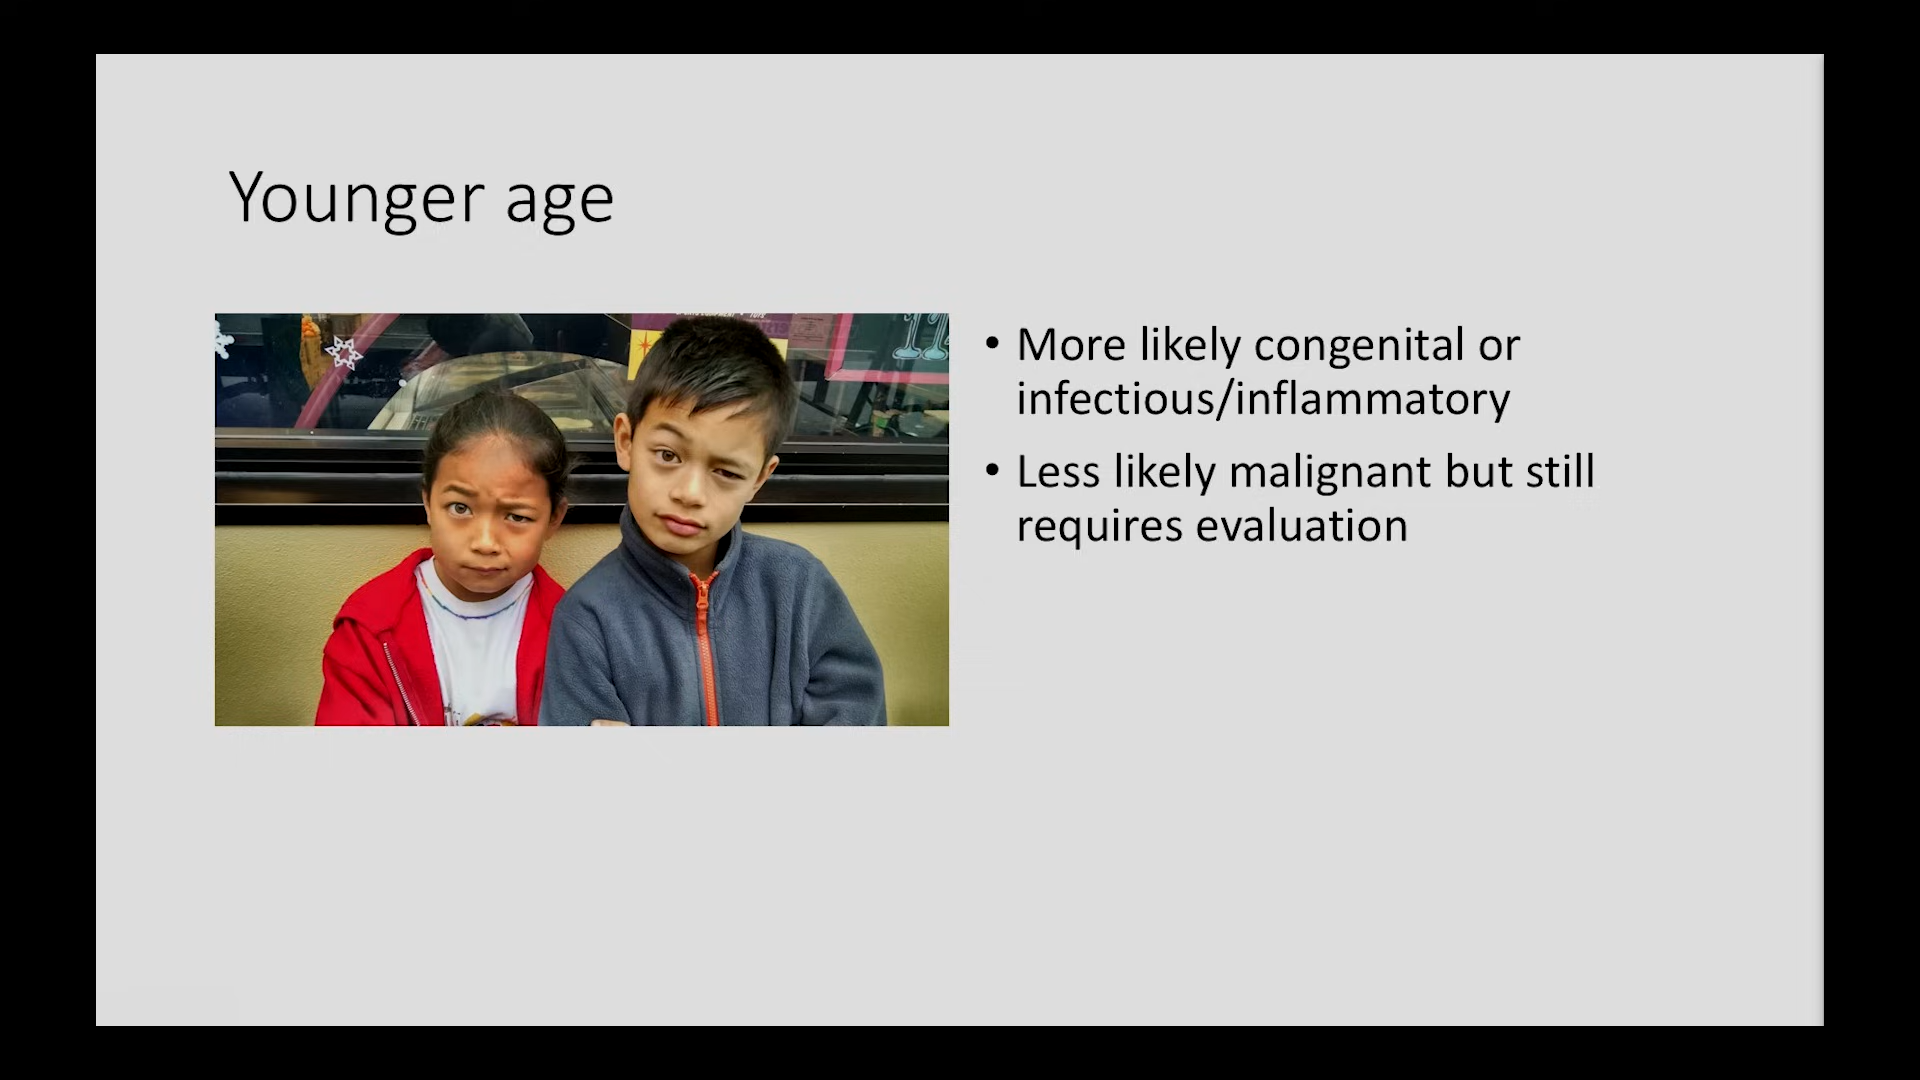 Younger age
• More likely congenital or
infectious/inflammatory
• Less likely malignant but still
requires evaluation